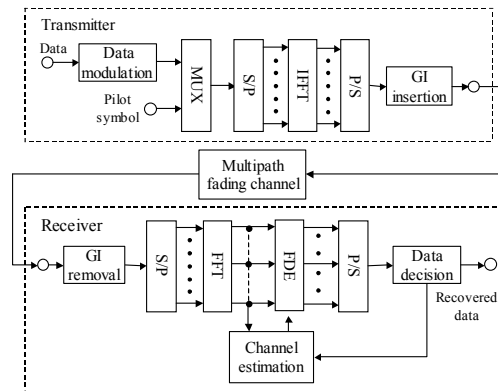 Transmitter
Data
Data
modulation
Pilot
symbol
MUX
S/P
IFFT
P/S
GI
insertion
Multipath
fading channel
Receiver
GI
removal
S/P
FFT
FDE
P/S
Data
decision
Recovered
data
Channel
estimation